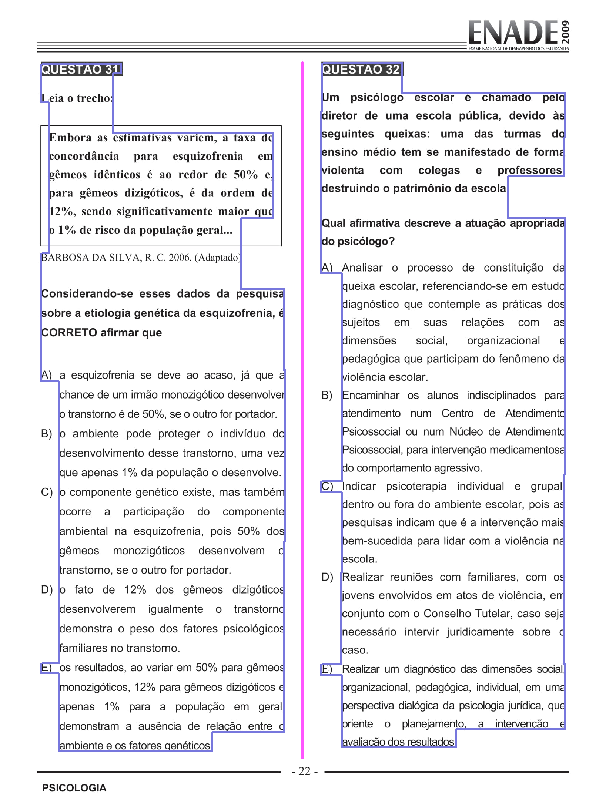 ENADE 2009
EXAME NACIONAL DE DESEMPENHO DOS ESTUDANTES
QUESTÃO 31
Leia o trecho:
Embora as estimativas variem, a taxa de
concordância para esquizofrenia em
gêmeos idênticos é ao redor de 50% e,
para gêmeos dizigóticos, é da ordem de
12%, sendo significativamente maior que
o 1% de risco da população geral...
BARBOSA DA SILVA, R. C. 2006. (Adaptado)
Considerando-se esses dados da pesquisa
sobre a etiologia genética da esquizofrenia, é
CORRETO afirmar que
A) a esquizofrenia se deve ao acaso, já que a
chance de um irmão monozigótico desenvolver
o transtorno é de 50%, se o outro for portador.
B) o ambiente pode proteger o indivíduo do
desenvolvimento desse transtorno, uma vez
que apenas 1% da população o desenvolve.
C) o componente genético existe, mas também
ocorre a participação do componente
ambiental na esquizofrenia, pois 50% dos
gêmeos monozigóticos desenvolvem o
transtorno, se o outro for portador.
D) o fato de 12% dos gêmeos dizigóticos
desenvolverem igualmente o transtorno
demonstra o peso dos fatores psicológicos
familiares no transtorno.
E) os resultados, ao variar em 50% para gêmeos
monozigóticos, 12% para gêmeos dizigóticos e
apenas 1% para a população em geral,
demonstram a ausência de relação entre o
ambiente e os fatores genéticos.
QUESTÃO 32
Um psicólogo escolar é chamado pelo
diretor de uma escola pública, devido às
seguintes queixas: uma das turmas do
ensino médio tem se manifestado de forma
violenta com colegas e professores,
destruindo o patrimônio da escola.
Qual afirmativa descreve a atuação apropriada
do psicólogo?
A) Analisar o processo de constituição da
queixa escolar, referenciando-se em estudo
diagnóstico que contemple as práticas dos
sujeitos em suas relações com as
dimensões social, organizacional e
pedagógica que participam do fenômeno da
violência escolar.
B) Encaminhar os alunos indisciplinados para
atendimento num Centro de Atendimento
Psicossocial ou num Núcleo de Atendimento
Psicossocial, para intervenção medicamentosa
do comportamento agressivo.
C) Indicar psicoterapia individual e grupal,
dentro ou fora do ambiente escolar, pois as
pesquisas indicam que é a intervenção mais
bem-sucedida para lidar com a violência na
escola.
D) Realizar reuniões com familiares, com os
jovens envolvidos em atos de violência, em
conjunto com o Conselho Tutelar, caso seja
necessário intervir juridicamente sobre o
caso.
E) Realizar um diagnóstico das dimensões social,
organizacional, pedagógica, individual, em uma
perspectiva dialógica da psicologia jurídica, que
oriente o planejamento, a intervenção e
avaliação dos resultados.
- 22 -
PSICOLOGIA